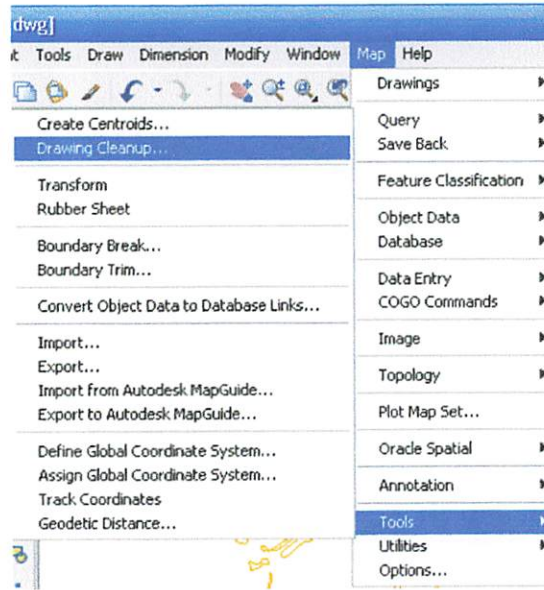 dwg]
t Tools Draw Dimension Modify Window Map Help
Create Centroids...
Drawing Cleanup...
Transform
Rubber Sheet
Boundary Break...
Boundary Trim...
Convert Object Data to Database Links...
Import...
Export...
Import from Autodesk MapGuide...
Export to Autodesk MapGuide...
Define Global Coordinate System...
Assign Global Coordinate System...
Track Coordinates
Geodetic Distance...
Drawings
Query
Save Back
Feature Classification
Object Data
Database
Data Entry
COGO Commands
Image
Topology
Plot Map Set...
Oracle Spatial
Annotation
Tools
Utilities
Options...